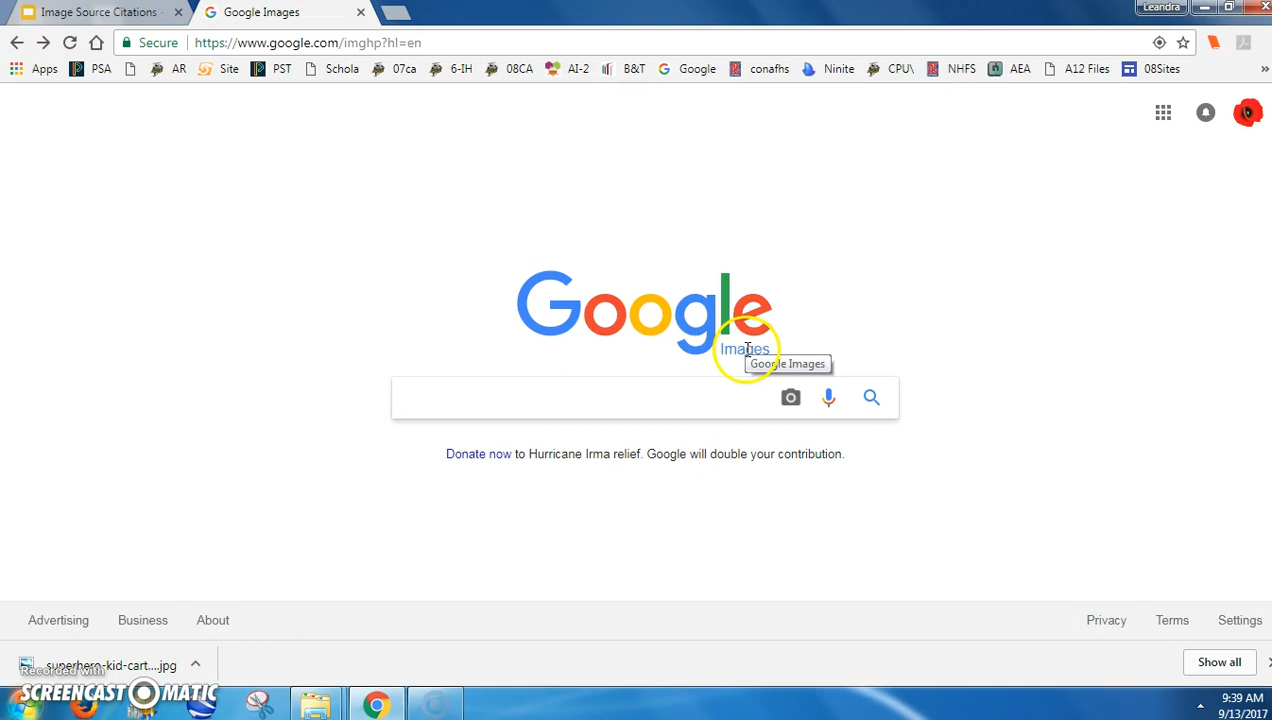 Image Source Citations
Google Images
Leandra
Secure
https://www.google.com/imghp?hl=en
Apps PSA AR Site PST Schola 07ca 6-IH 08CA AI-2 B&T Google conafhs Ninite CPU\ NHFS AEA A12 Files 08Sites »
Google
Images
Google Images
Donate now to Hurricane Irma relief. Google will double your contribution.
Advertising Business About Privacy Terms Settings
superhero-kid-cart....jpg
Show all
Recorded with
SCREENCAST-O-MATIC
9:39 AM
9/13/2017